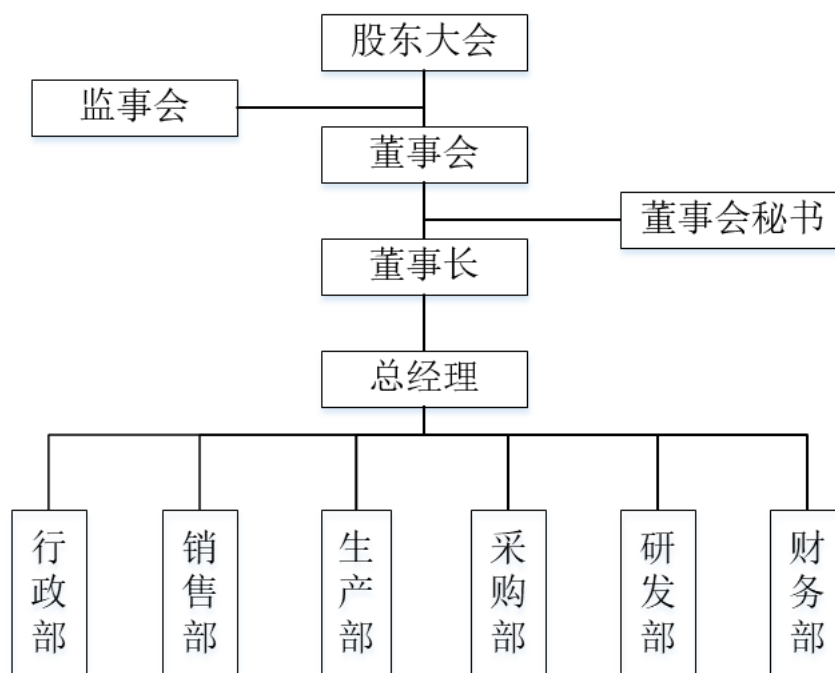 股东大会
监事会
董事会
董事会秘书
董事长
总经理
行政部
销售部
生产部
采购部
研发部
财务部